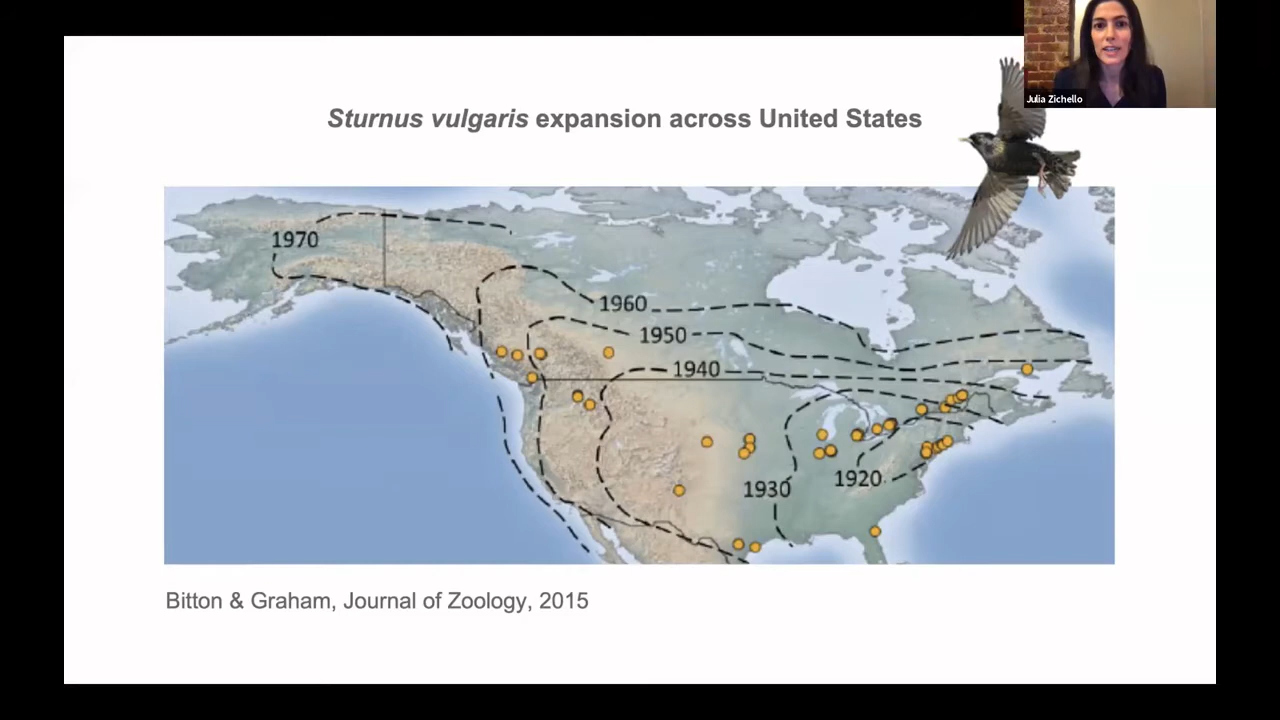 Julia Zichello
Sturnus vulgaris expansion across United States
1970
1960
1950
1940
1930
1920
Bitton & Graham, Journal of Zoology, 2015